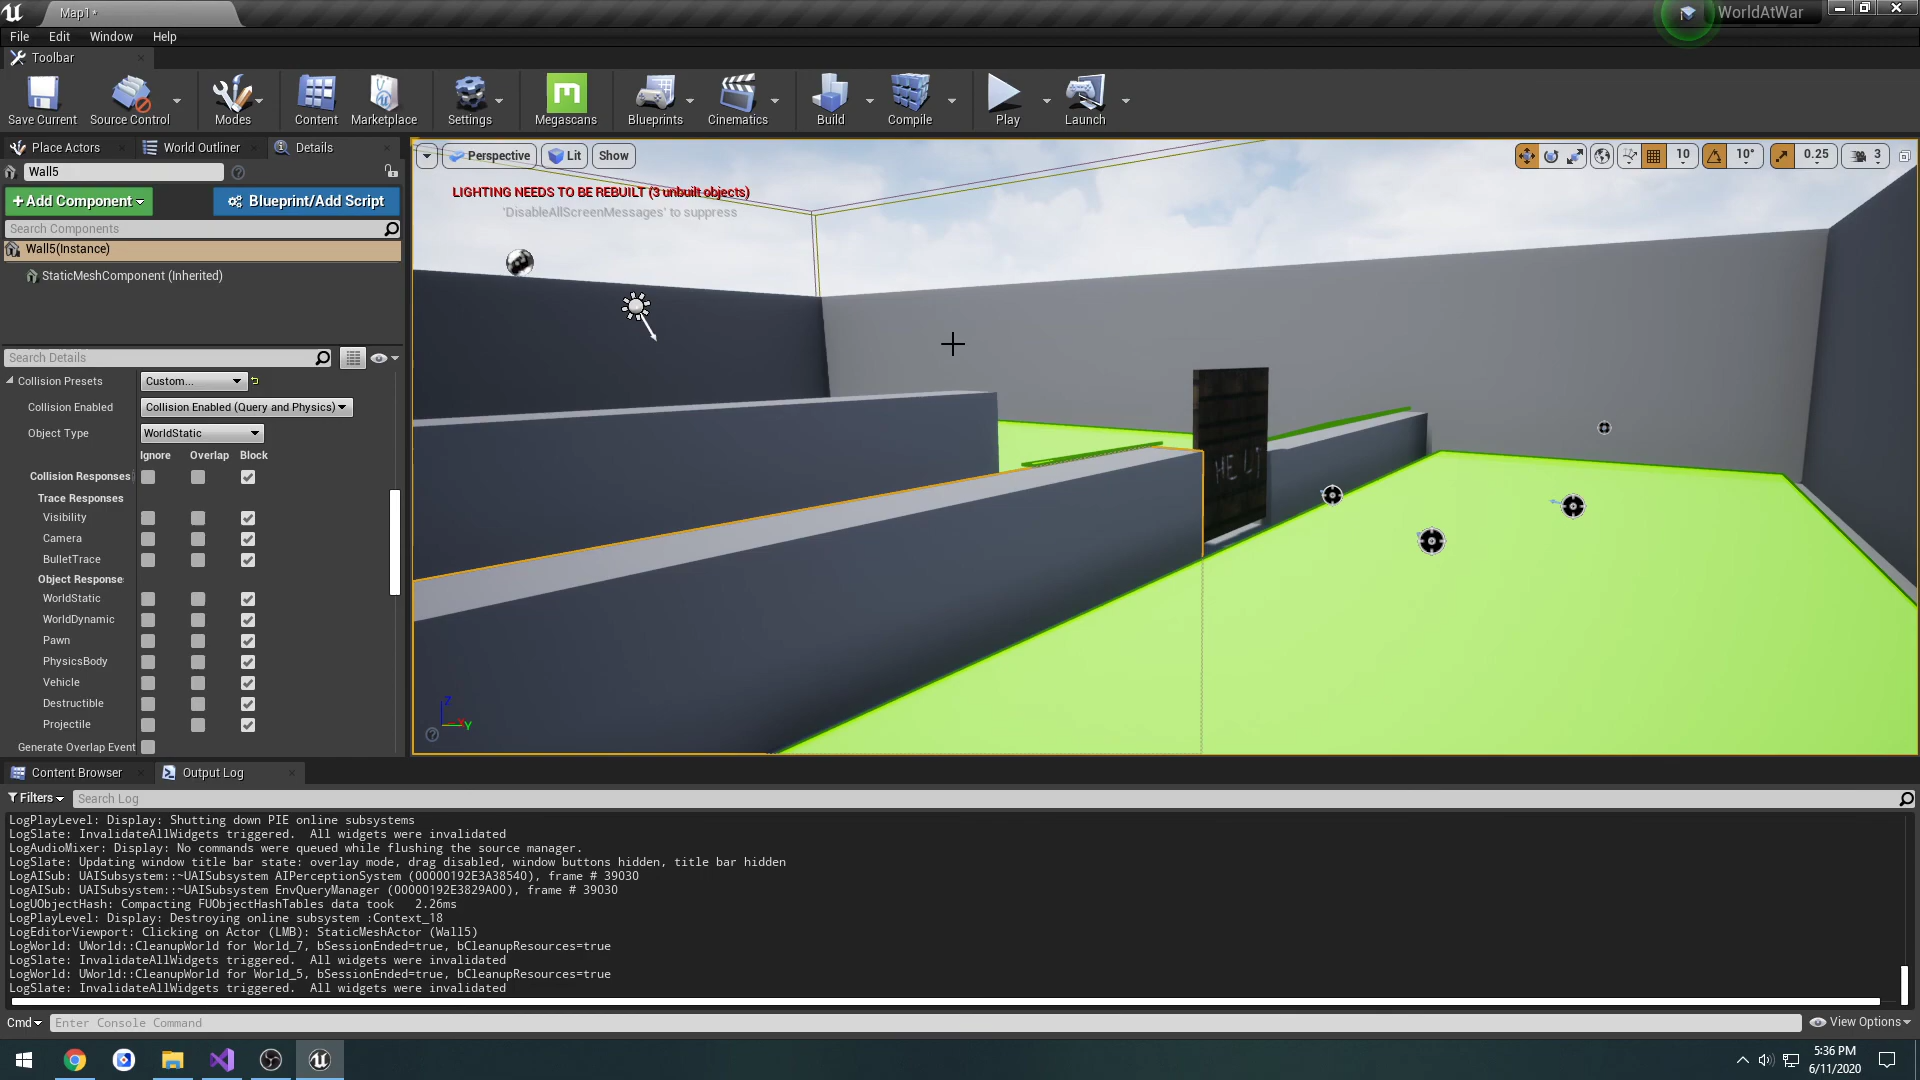 Map1*
WorldAtWar
File Edit Window Help
Toolbar
Save Current Source Control Modes Content Marketplace Settings Megascans Blueprints Cinematics Build Compile Play Launch
Place Actors World Outliner Details
Wall5
+Add Component Blueprint/Add Script
Search Components
Wall5(Instance)
StaticMeshComponent (Inherited)
Search Details
Collision Presets Custom...
Collision Enabled Collision Enabled (Query and Physics)
Object Type WorldStatic
Ignore Overlap Block
Collision Responses
Trace Responses
Visibility
Camera
BulletTrace
Object Response
WorldStatic
WorldDynamic
Pawn
PhysicsBody
Vehicle
Destructible
Projectile
Generate Overlap Event
Perspective Lit Show
10 10° 0.25 3
LIGHTING NEEDS TO BE REBUILT (3 unbuilt objects)
'DisableAllScreenMessages' to suppress
Z
Y
Content Browser Output Log
Filters Search Log
LogPlayLevel: Display: Shutting down PIE online subsystems
LogSlate: InvalidateAllWidgets triggered.  All widgets were invalidated
LogAudioMixer: Display: No commands were queued while flushing the source manager.
LogSlate: Updating window title bar state: overlay mode, drag disabled, window buttons hidden, title bar hidden
LogAISub: UAISubsystem::~UAISubsystem AIPerceptionSystem (00000192E3A38540), frame # 39030
LogAISub: UAISubsystem::~UAISubsystem EnvQueryManager (00000192E3829A00), frame # 39030
LogUObjectHash: Compacting FUObjectHashTables data took   2.26ms
LogPlayLevel: Display: Destroying online subsystem :Context_18
LogEditorViewport: Clicking on Actor (LMB): StaticMeshActor (Wall5)
LogWorld: UWorld::CleanupWorld for World_7, bSessionEnded=true, bCleanupResources=true
LogSlate: InvalidateAllWidgets triggered.  All widgets were invalidated
LogWorld: UWorld::CleanupWorld for World_5, bSessionEnded=true, bCleanupResources=true
LogSlate: InvalidateAllWidgets triggered.  All widgets were invalidated
Cmd Enter Console Command View Options
5:36 PM
6/11/2020